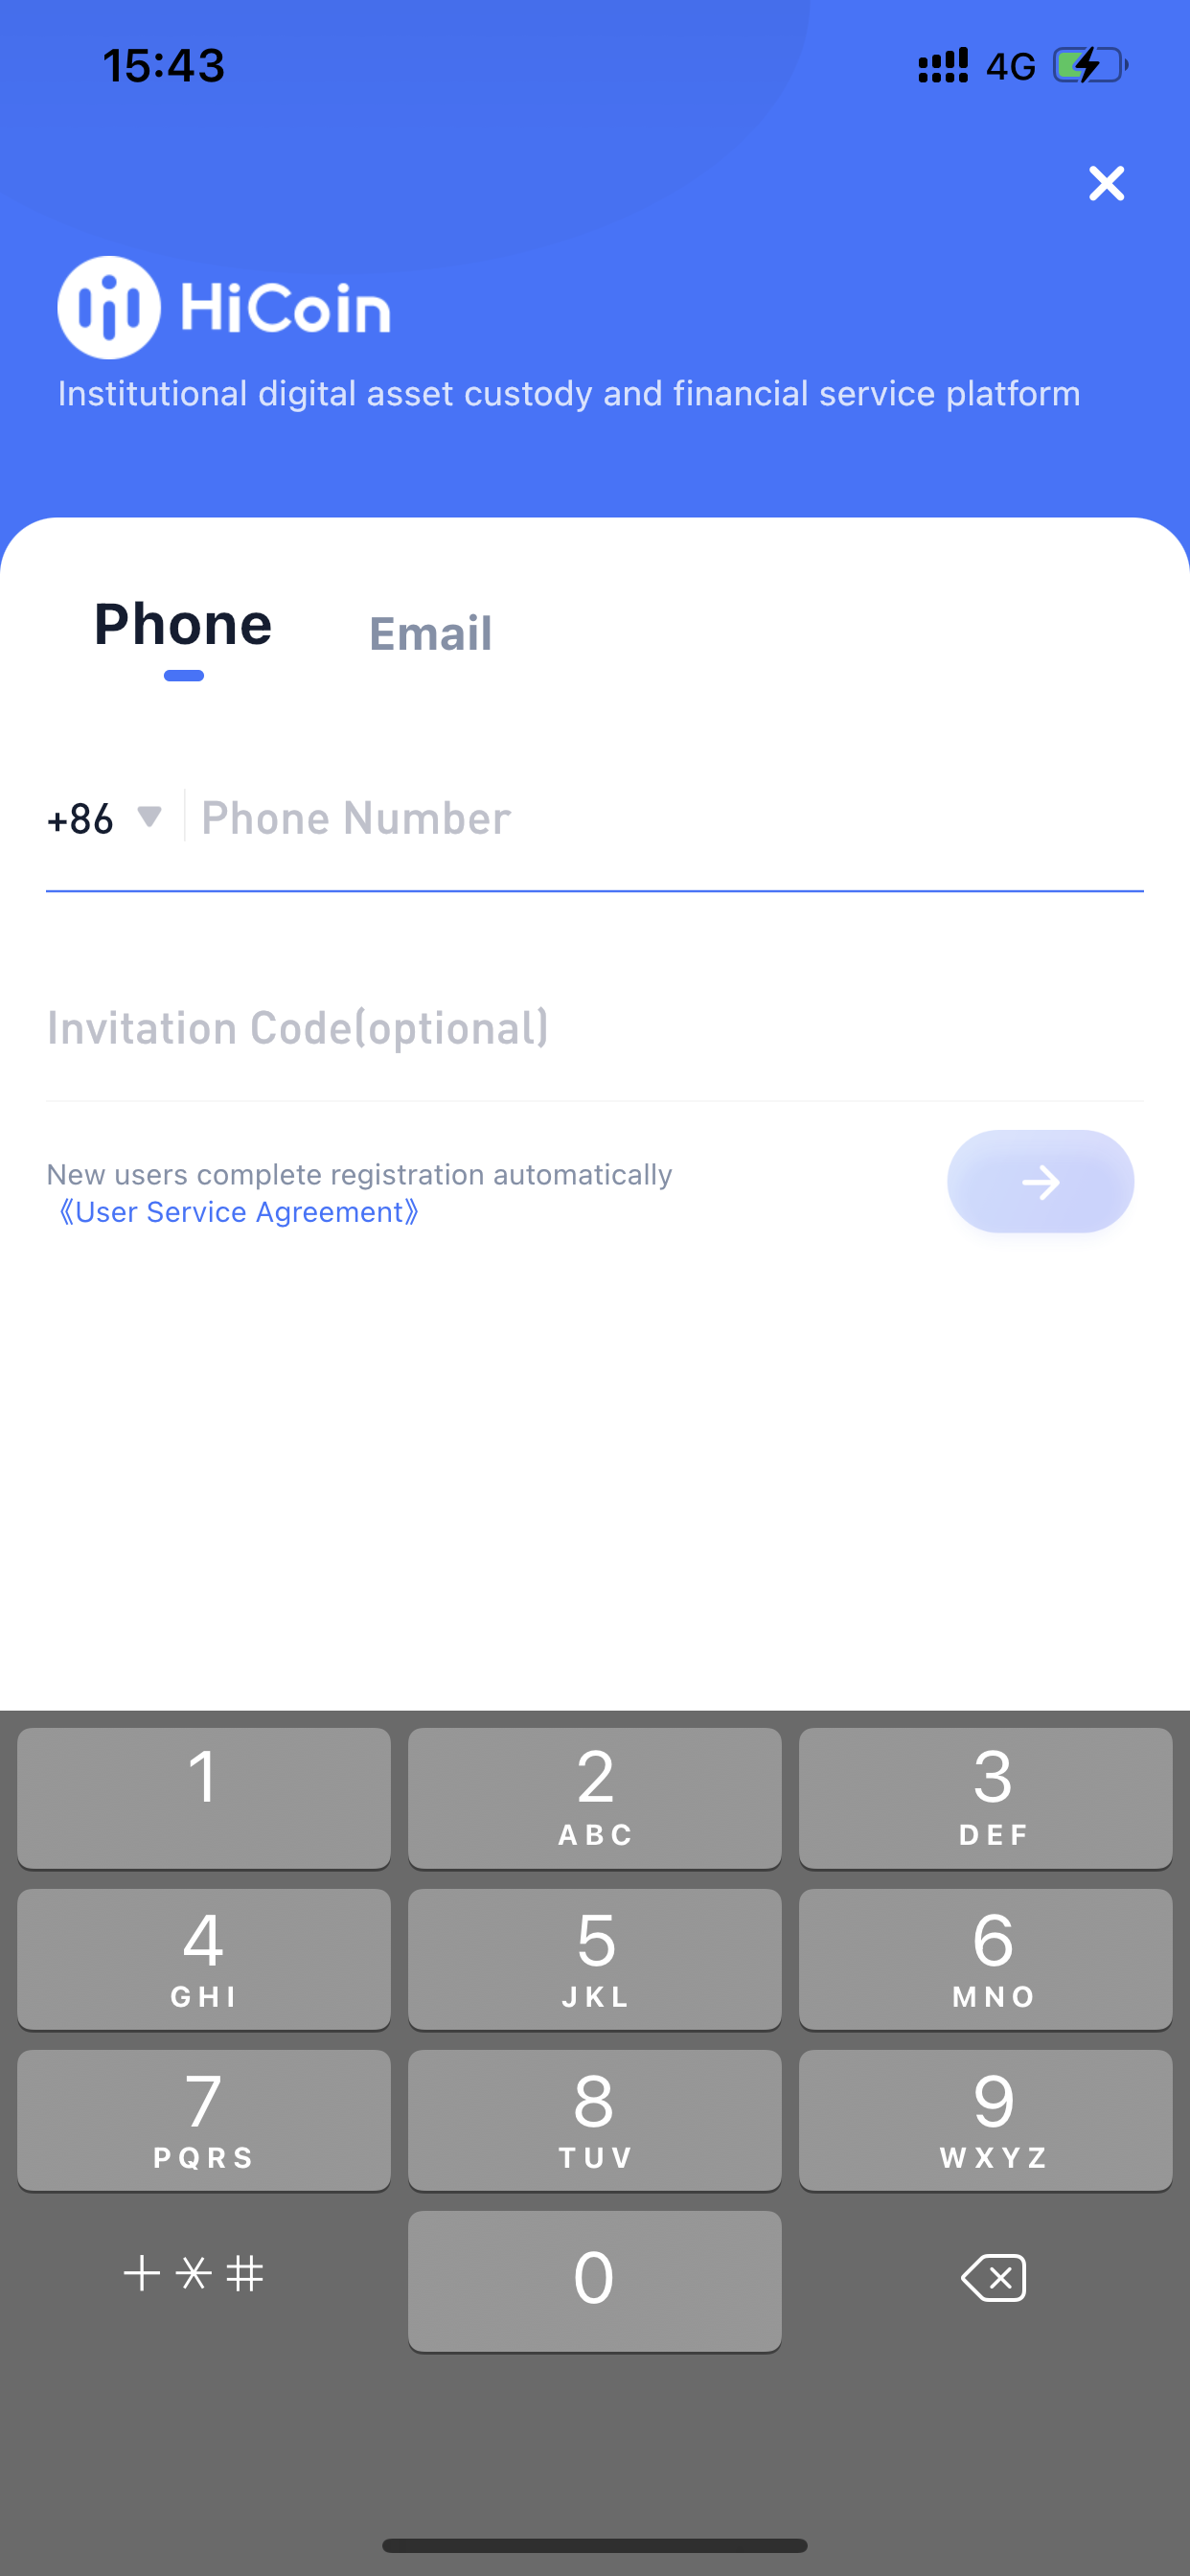 15:43 4G
HiCoin
Institutional digital asset custody and financial service platform
Phone Email
+86 Phone Number
Invitation Code(optional)
New users complete registration automatically
《User Service Agreement》
1 2 3
ABC DEF
4 5 6
GHI JKL MNO
7 8 9
PQRS TUV WXYZ
+ * # 0